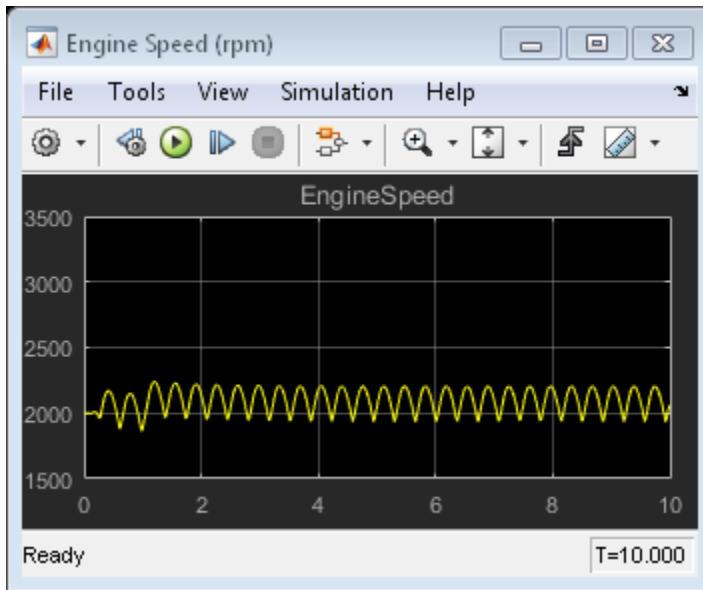 Engine Speed (rpm)
File Tools View Simulation Help
EngineSpeed
3500
3000
2500
2000
1500
0 2 4 6 8 10
Ready T=10.000